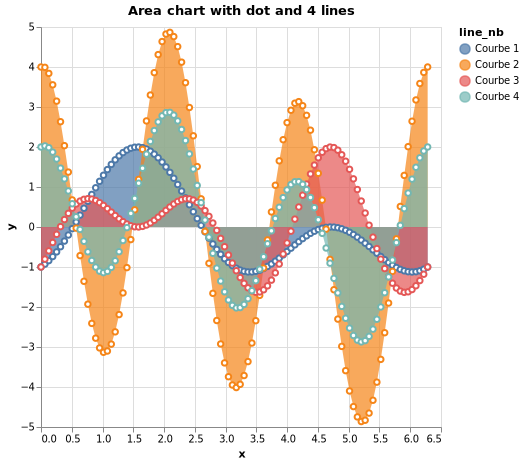 Area chart with dot and 4 lines
line_nb
Courbe 1
Courbe 2
Courbe 3
Courbe 4
5
4
3
2
1
0
−1
−2
−3
−4
−5
y
0.0 0.5 1.0 1.5 2.0 2.5 3.0 3.5 4.0 4.5 5.0 5.5 6.0 6.5
x